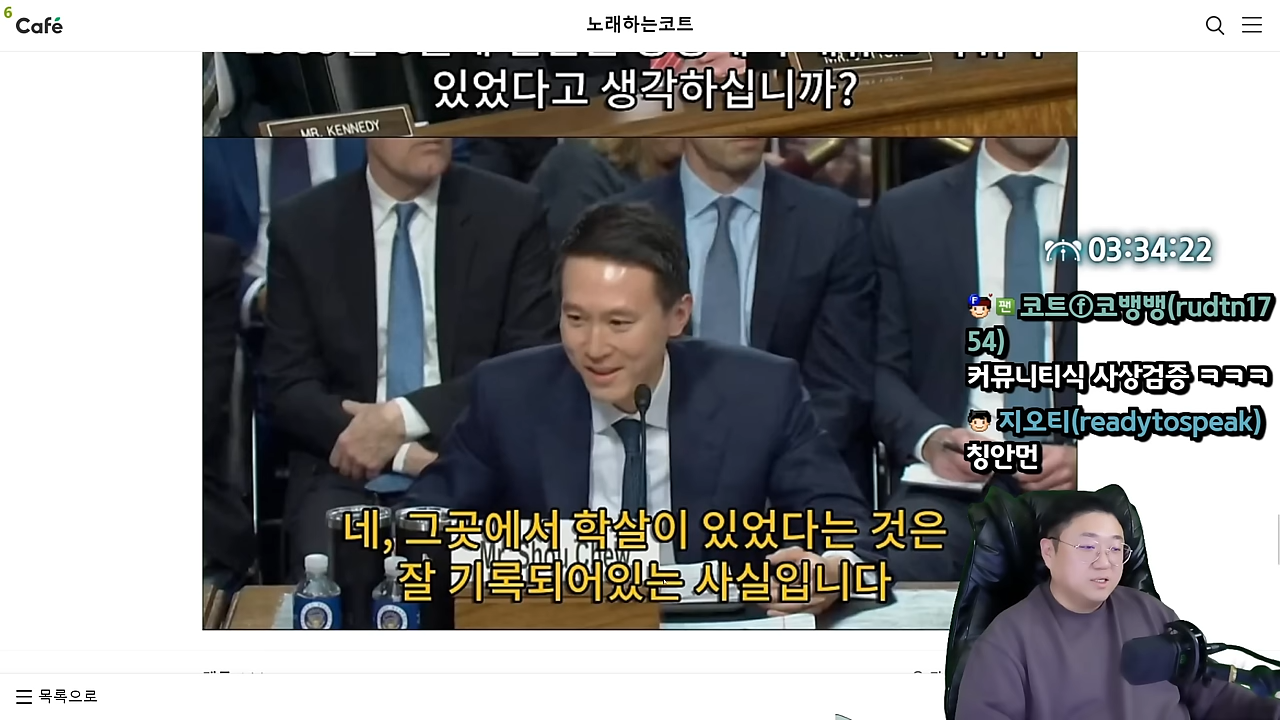 6
Café
노래하는코트
있었다고 생각하십니까?
MR. KENNEDY
03:34:22
F 팬 코트ⓕ코뱅뱅(rudtn17
54)
커뮤니티식 사상검증 ㅋㅋㅋ
지오티(readytospeak)
칭안먼
네, 그곳에서 학살이 있었다는 것은
Mr. Shou Chew
잘 기록되어있는 사실입니다
목록으로